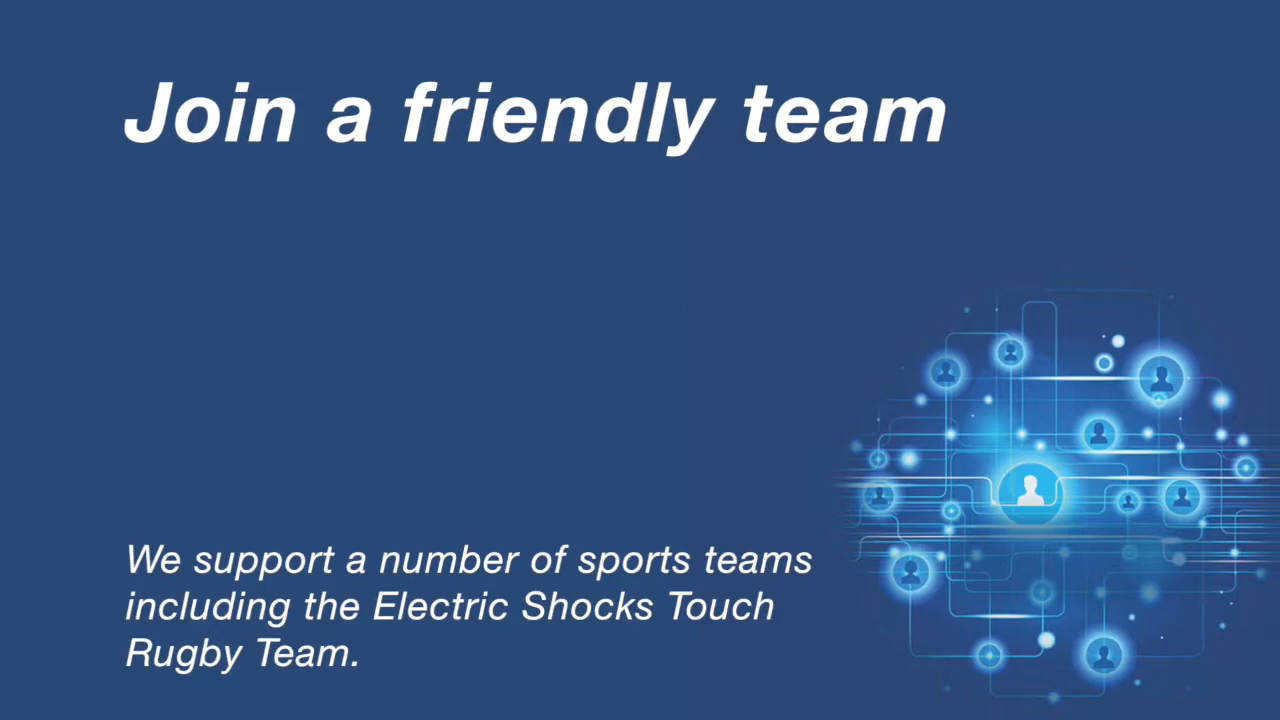 Join a friendly team
We support a number of sports teams
including the Electric Shocks Touch
Rugby Team.